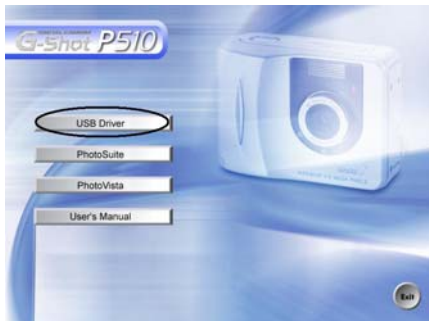 G-Shot P510
USB Driver
PhotoSuite
PhotoVista
User's Manual
Exit